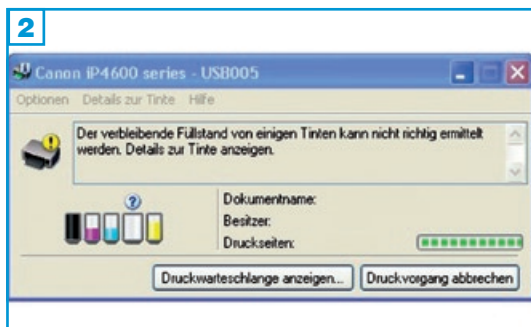 2
Canon iP4600 series - USB005
Optionen Details zur Tinte Hilfe
Der verbleibende Füllstand von einigen Tinten kann nicht richtig ermittelt
werden. Details zur Tinte anzeigen.
?
Dokumentname:
Besitzer:
Druckseiten:
Druckwarteschlange anzeigen... Druckvorgang abbrechen